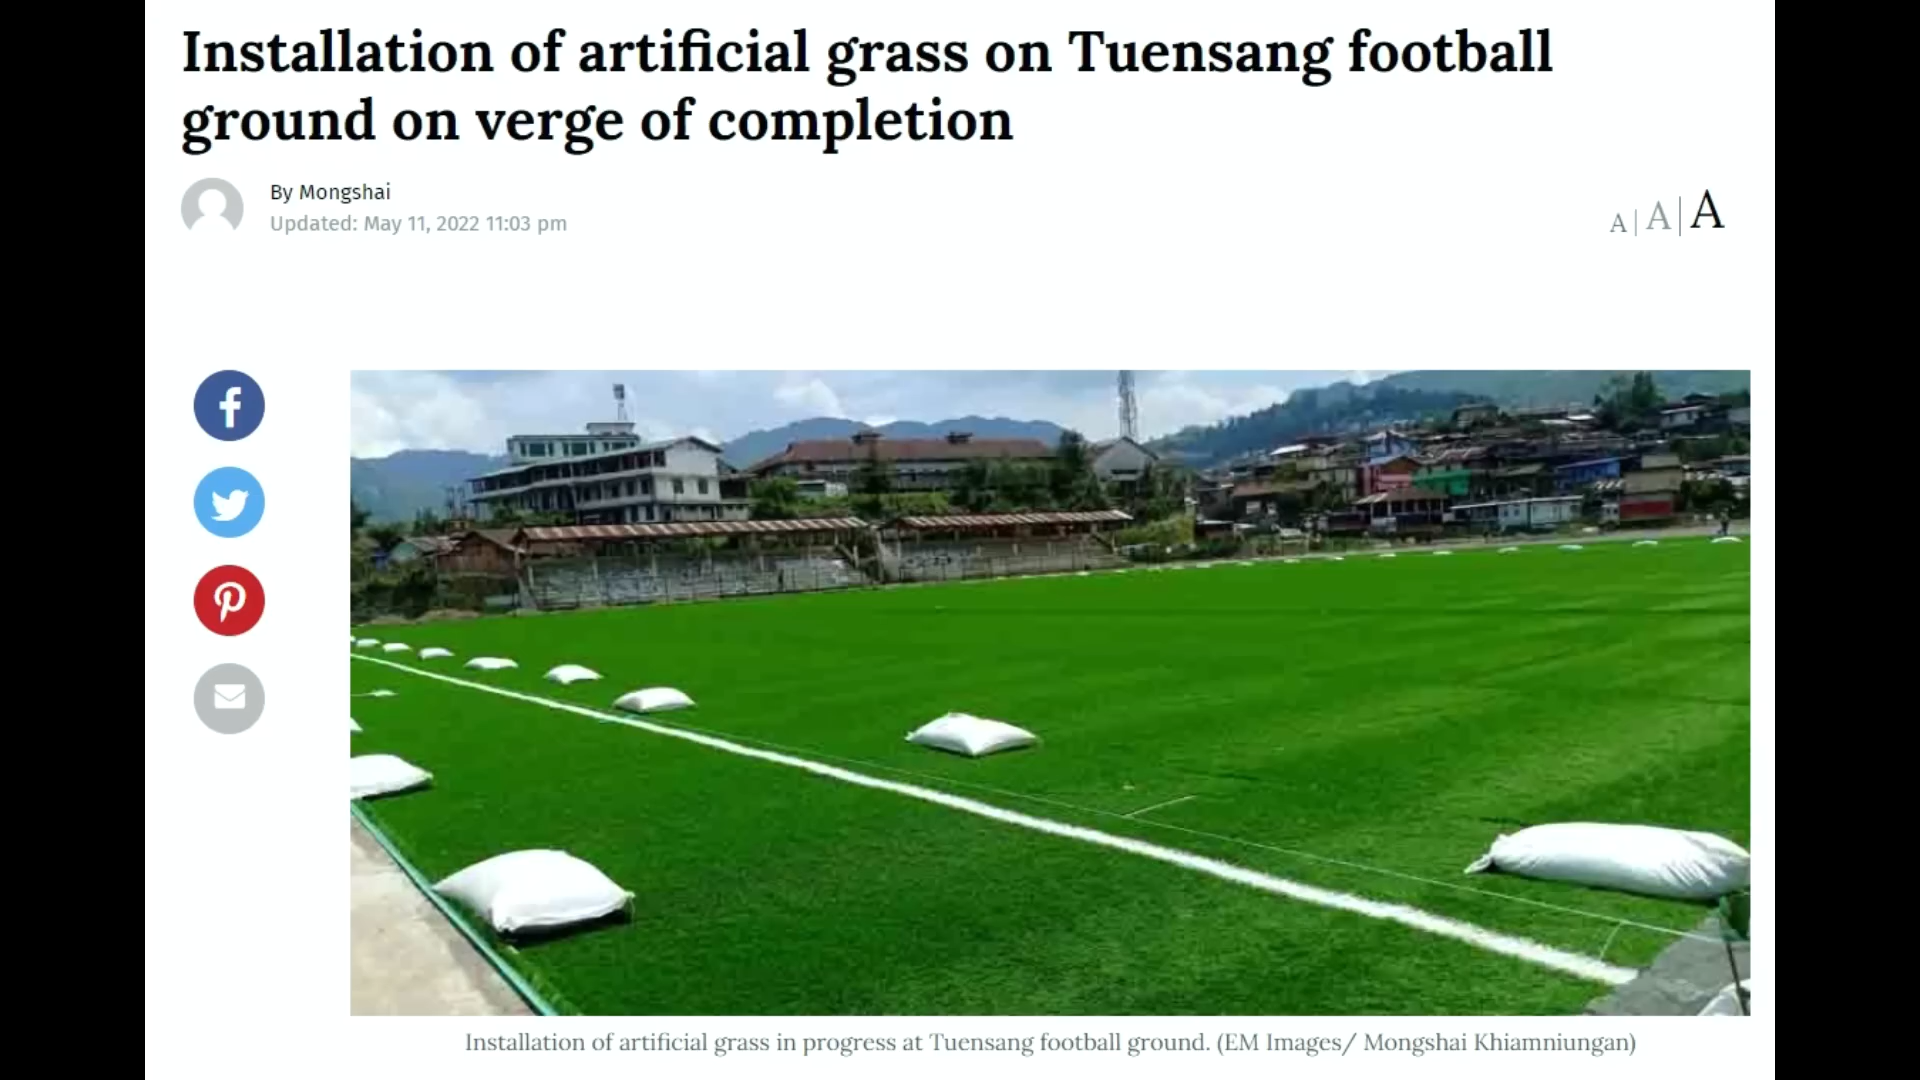 Installation of artificial grass on Tuensang football
ground on verge of completion
By Mongshai
Updated: May 11, 2022 11:03 pm
A | A | A
Installation of artificial grass in progress at Tuensang football ground. (EM Images/ Mongshai Khiamniungan)